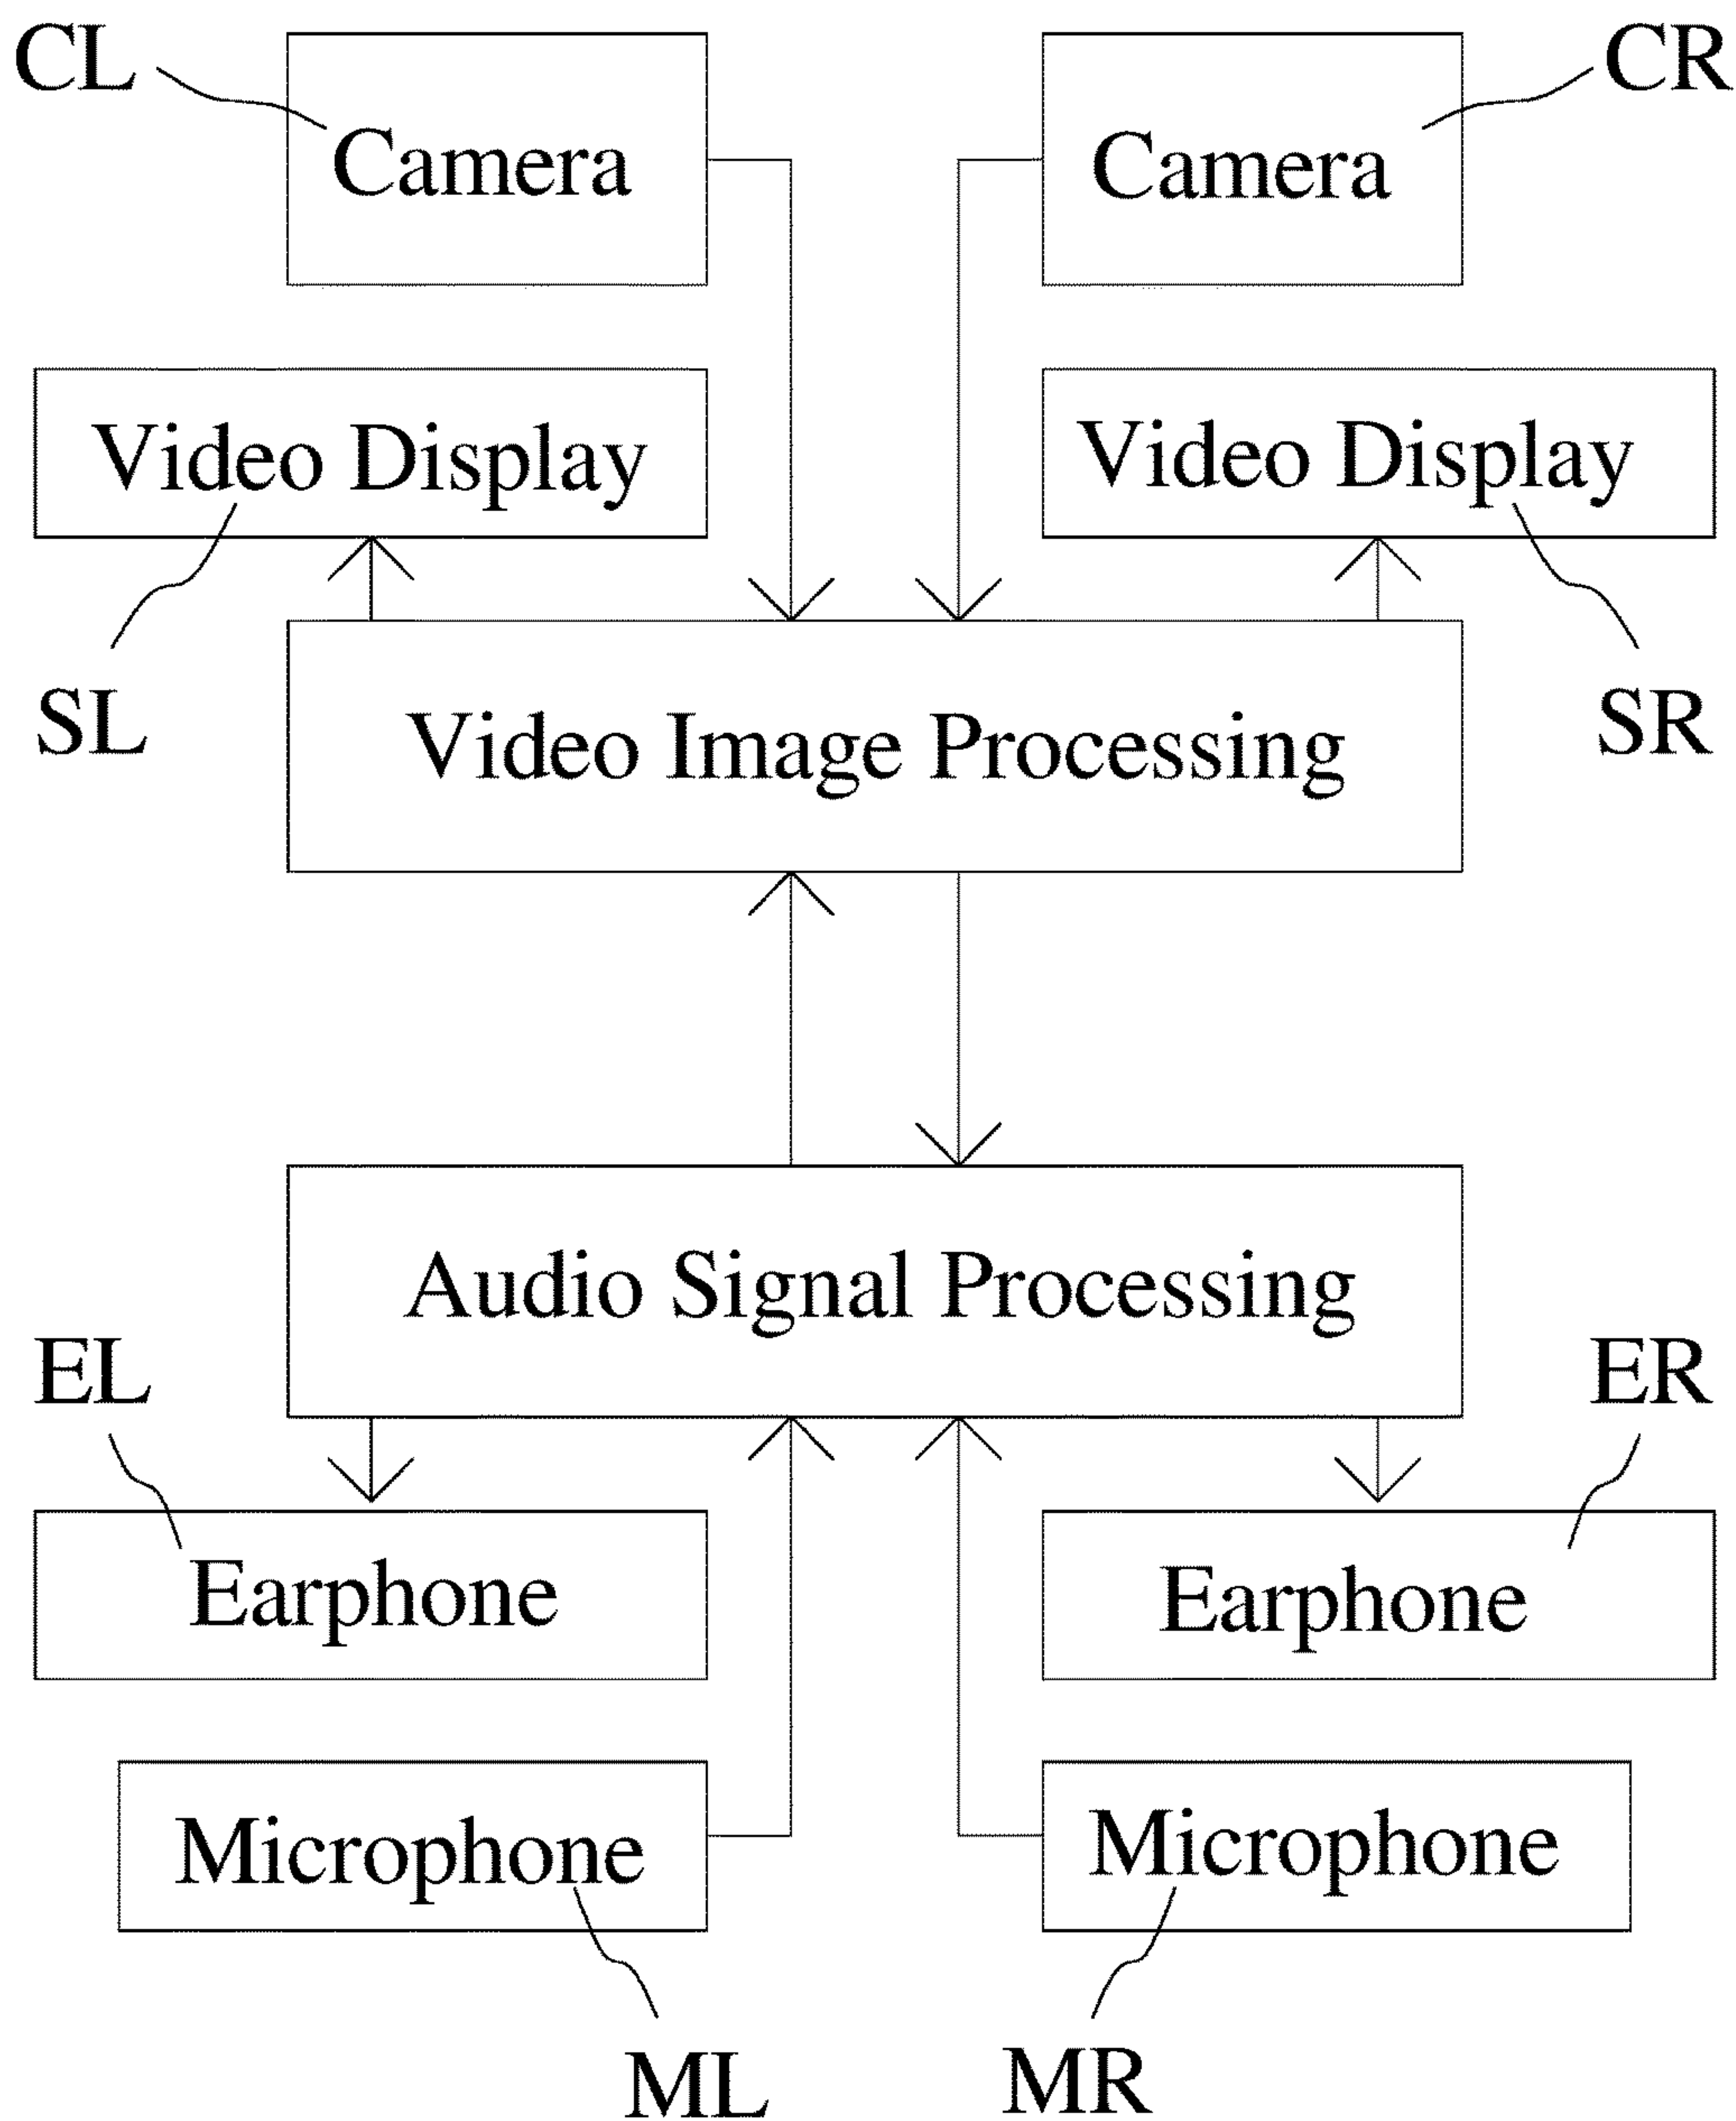 CL
CR
Camera
Camera
Video Display
Video Display
SL
SR
Video Image Processing
Audio Signal Processing
EL
ER
Earphone
Earphone
Microphone
Microphone
ML
MR